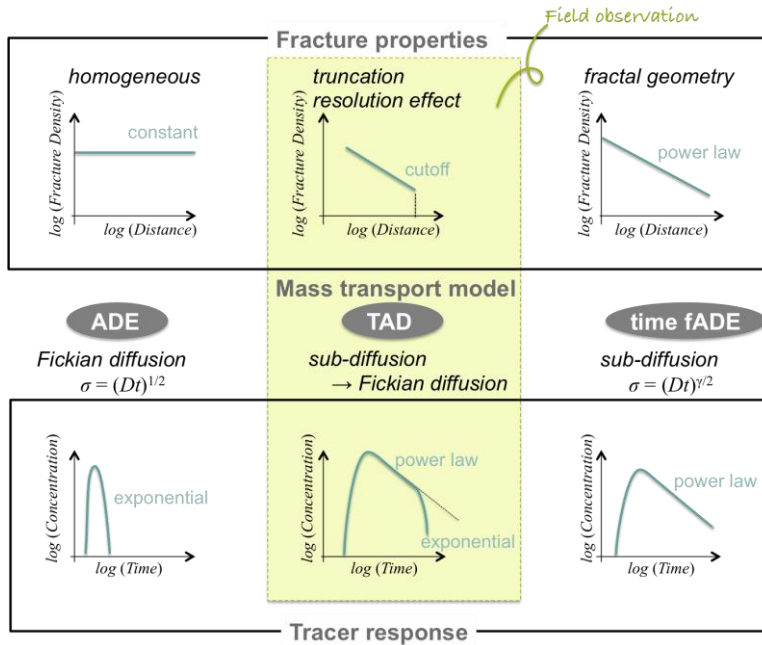 Field observation
Fracture properties
homogeneous
truncation
resolution effect
fractal geometry
log (Fracture Density)
constant
log (Distance)
log (Fracture Density)
cutoff
log (Distance)
log (Fracture Density)
power law
log (Distance)
Mass transport model
ADE
TAD
time fADE
Fickian diffusion
σ = (Dt)^{1/2}
sub-diffusion
→ Fickian diffusion
sub-diffusion
σ = (Dt)^{γ/2}
log (Concentration)
exponential
log (Time)
log (Concentration)
power law
exponential
log (Time)
log (Concentration)
power law
log (Time)
Tracer response